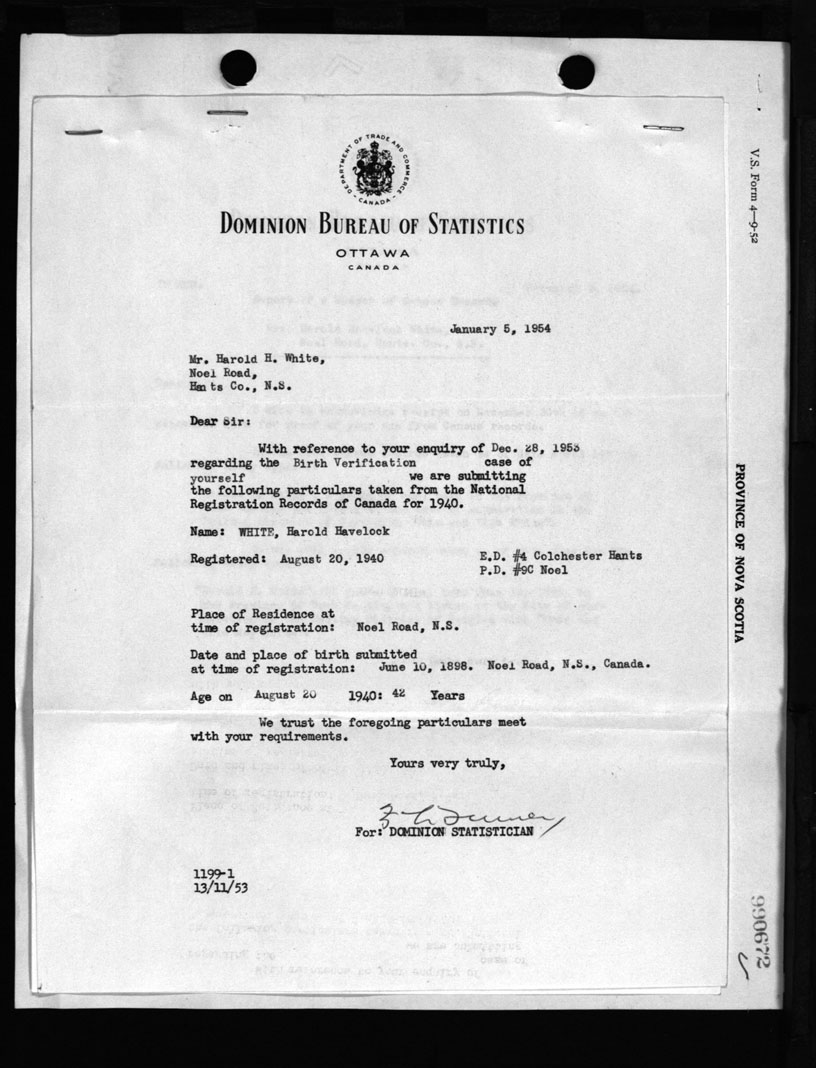 DEPARTMENT OF TRADE AND COMMERCE
- CANADA -
DOMINION BUREAU OF STATISTICS
OTTAWA
CANADA
January 5, 1954
Mr. Harold H. White,
Noel Road,
Hants Co., N.S.
Dear Sir:
With reference to your enquiry of Dec. 28, 1953
regarding the Birth Verification case of
yourself we are submitting
the following particulars taken from the National
Registration Records of Canada for 1940.
Name: WHITE, Harold Havelock
Registered: August 20, 1940 E.D. #4 Colchester Hants
P.D. #9C Noel
Place of Residence at
time of registration: Noel Road, N.S.
Date and place of birth submitted
at time of registration: June 10, 1898. Noel Road, N.S., Canada.
Age on August 20 1940: 42 Years
We trust the foregoing particulars meet
with your requirements.
Yours very truly,
For: DOMINION STATISTICIAN
1199-1
13/11/53
V.S. Form 4—9-52
PROVINCE OF NOVA SCOTIA
990672